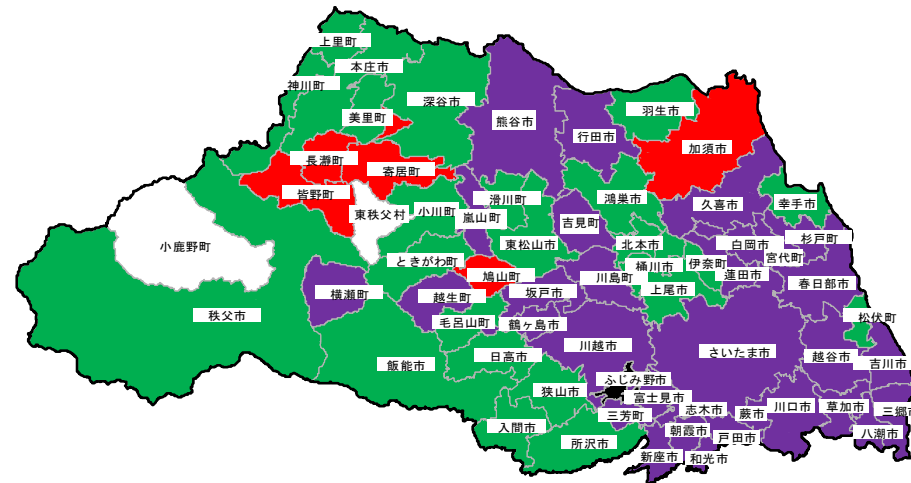 上里町
本庄市
神川町
深谷市
美里町
熊谷市
行田市
羽生市
加須市
長瀞町
寄居町
皆野町
東秩父村
小川町
滑川町
嵐山町
吉見町
鴻巣市
久喜市
幸手市
小鹿野町
東松山市
北本市
白岡市
杉戸町
ときがわ町
鳩山町
川島町
桶川市
伊奈町
宮代町
蓮田市
横瀬町
越生町
坂戸市
上尾市
春日部市
秩父市
毛呂山町
鶴ヶ島市
松伏町
飯能市
日高市
川越市
さいたま市
越谷市
吉川市
狭山市
ふじみ野市
富士見市
三芳町
志木市
蕨市
川口市
草加市
三郷市
入間市
所沢市
朝霞市
戸田市
八潮市
新座市
和光市